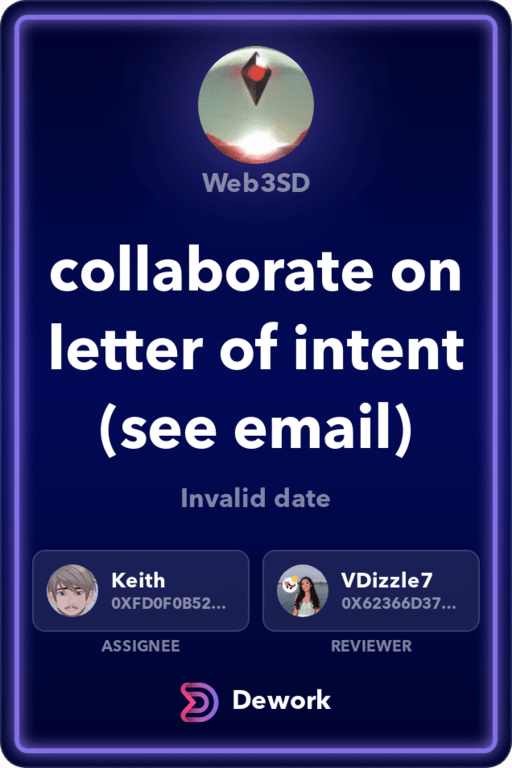 Web3SD
collaborate on
letter of intent
(see email)
Invalid date
Keith
0XFD0F0B52...
ASSIGNEE
VDizzle7
0X62366D37...
REVIEWER
Dework